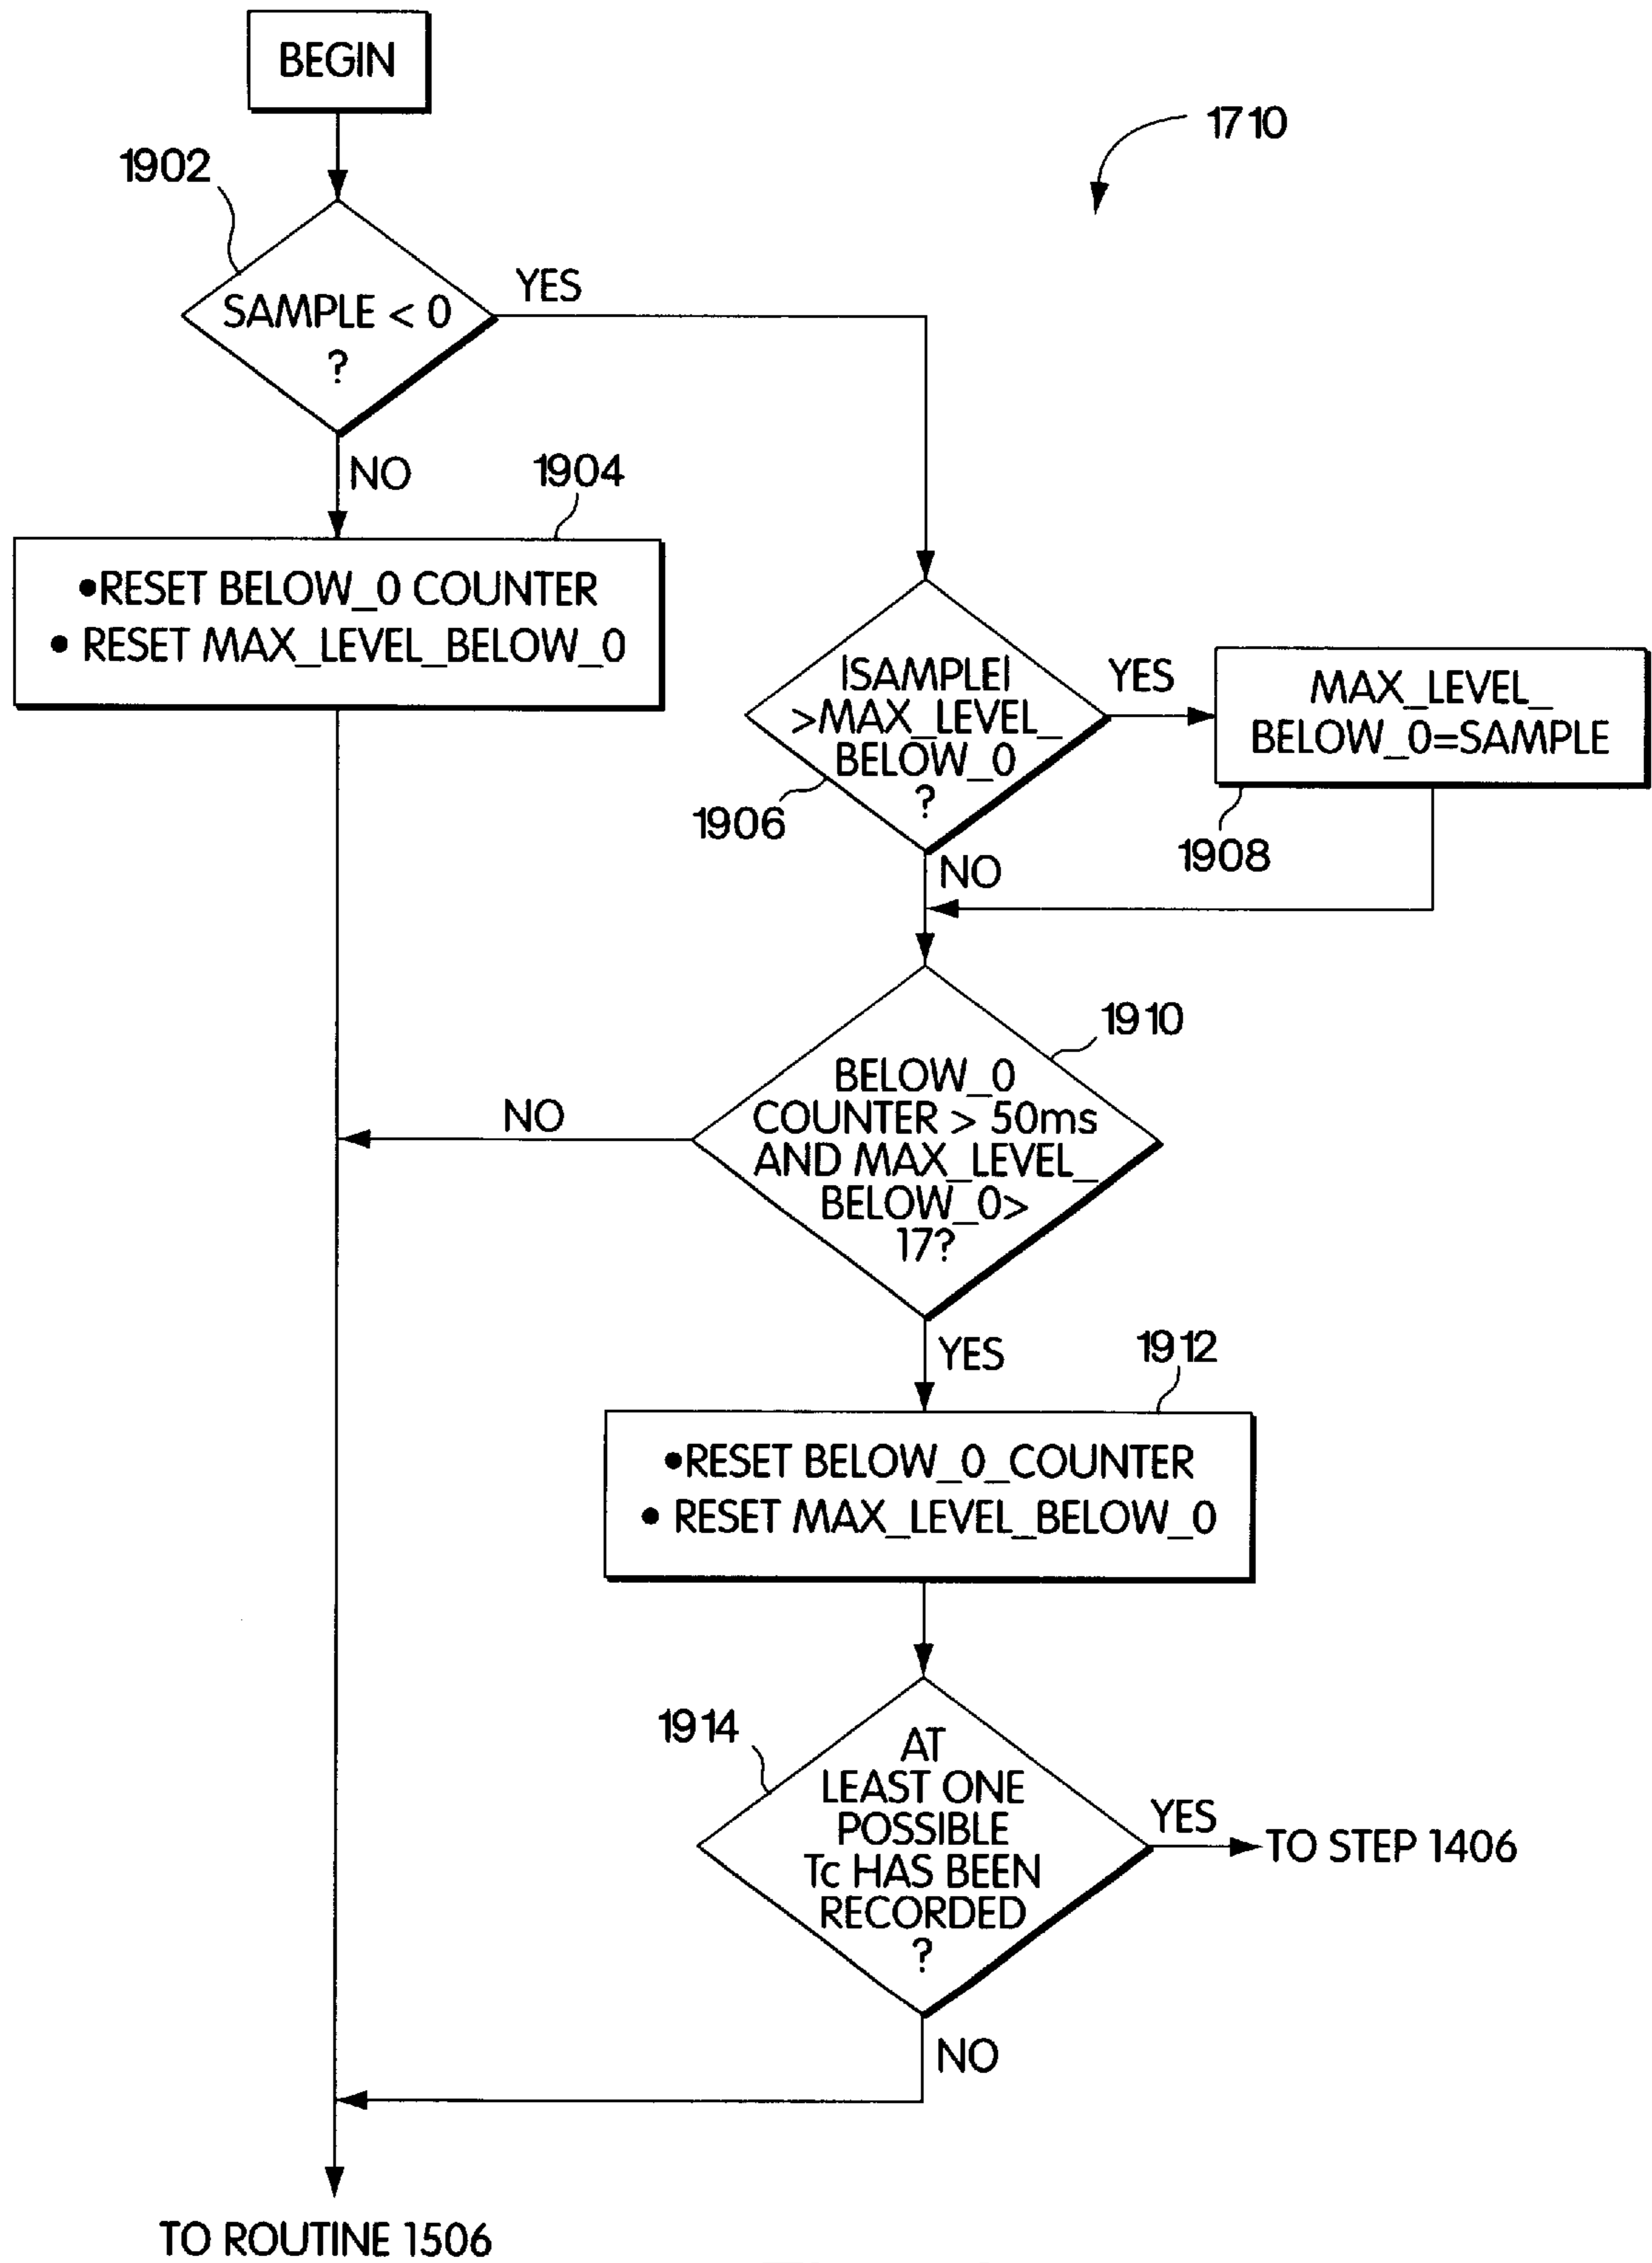 BEGIN
1710
1902
SAMPLE < 0
?
YES
NO
1904
•RESET BELOW_0 COUNTER
• RESET MAX_LEVEL_BELOW_0
|SAMPLE|
>MAX_LEVEL_
BELOW_0
?
1906
YES
MAX_LEVEL_
BELOW_0=SAMPLE
1908
NO
1910
BELOW_0
COUNTER > 50ms
AND MAX_LEVEL_
BELOW_0>
17?
NO
YES
1912
•RESET BELOW_0_COUNTER
• RESET MAX_LEVEL_BELOW_0
1914
AT
LEAST ONE
POSSIBLE
Tc HAS BEEN
RECORDED
?
YES
TO STEP 1406
NO
TO ROUTINE 1506